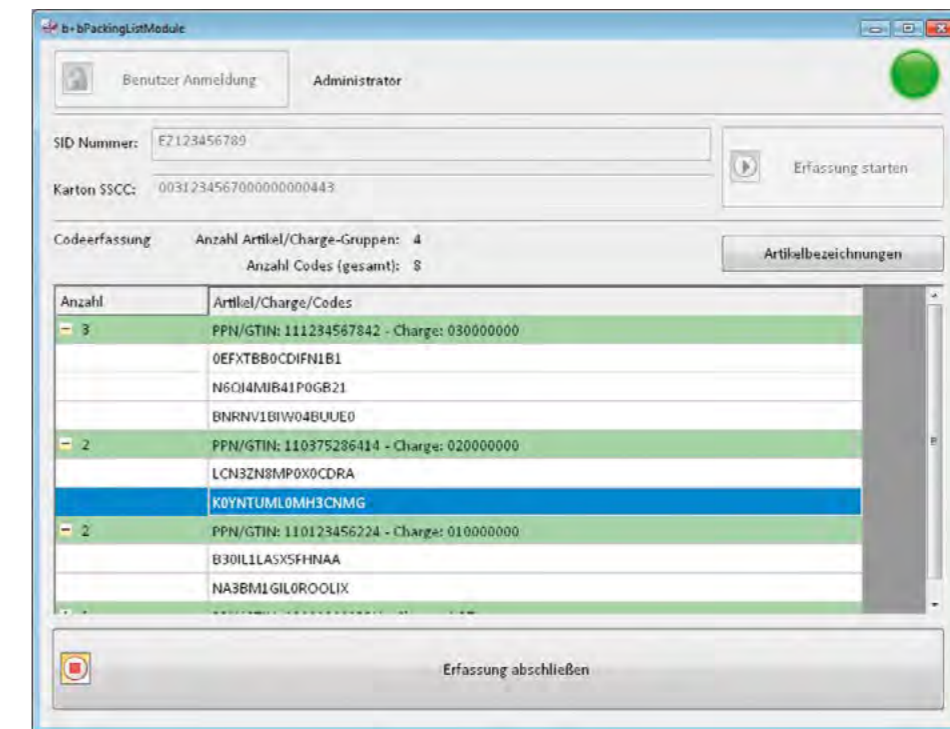 b+bPackingListModule
Benutzer Anmeldung Administrator
SID Nummer: EZ123456789
Karton SSCC: 00312345670000000443
Erfassung starten
Codeerfassung Anzahl Artikel/Charge-Gruppen: 4
Anzahl Codes (gesamt): 8
Artikelbezeichnungen
Anzahl Artikel/Charge/Codes
3 PPN/GTIN: 111234567842 - Charge: 030000000
0EFXTBB0CDIFN1B1
N6OI4MJB41P0GB21
BNRNV1BIW04BUUE0
2 PPN/GTIN: 110375286414 - Charge: 020000000
LCN3ZN8MP0X0CDRA
K0YNTUML0MH3CNMG
2 PPN/GTIN: 110123456224 - Charge: 010000000
B30IL1LASX5FHNAA
NA3BM1GIL0ROOLIX
Erfassung abschließen